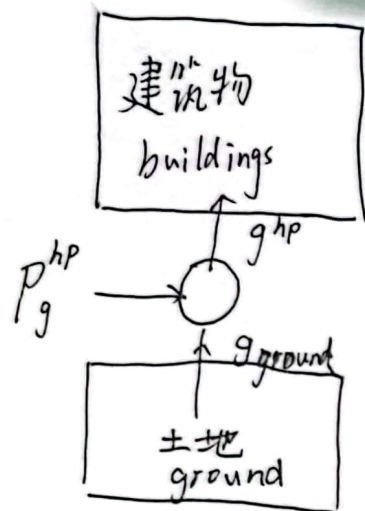 建筑物
buildings
g^hp
P_g^hp
g_ground
土地
ground